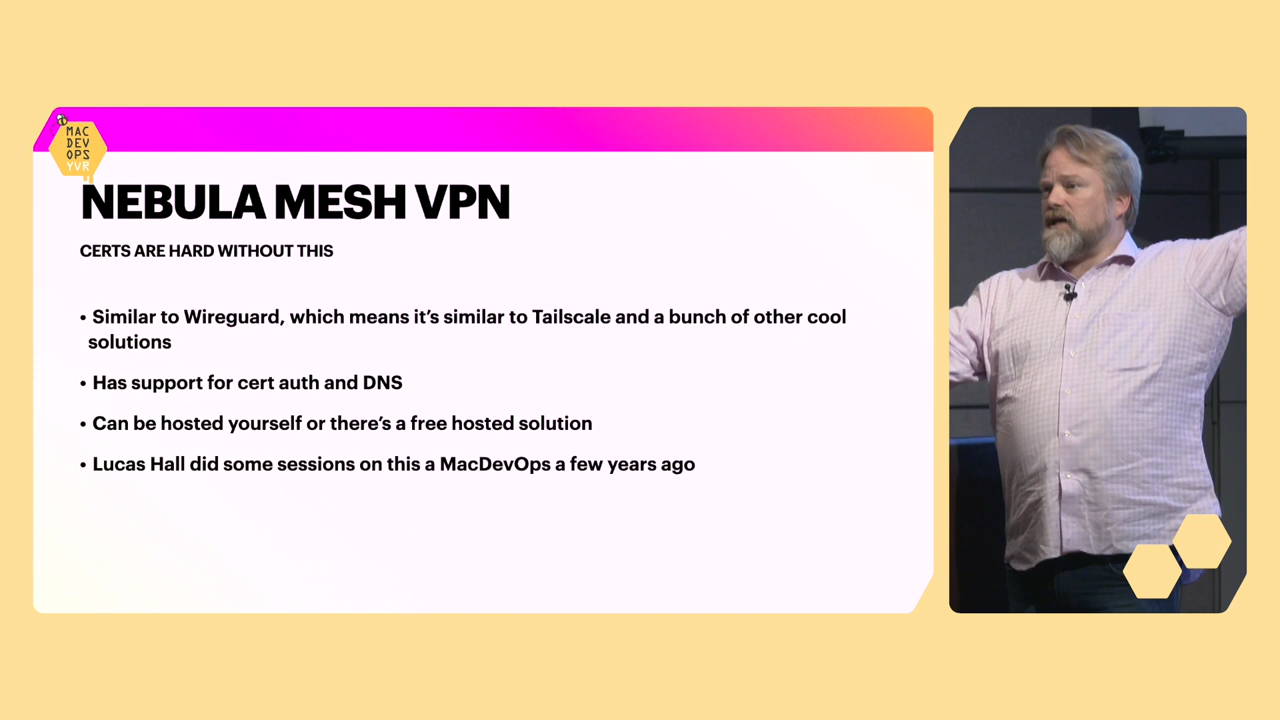 MAC
DEV
OPS
YVR
NEBULA MESH VPN
CERTS ARE HARD WITHOUT THIS
• Similar to Wireguard, which means it’s similar to Tailscale and a bunch of other cool
solutions
• Has support for cert auth and DNS
• Can be hosted yourself or there’s a free hosted solution
• Lucas Hall did some sessions on this a MacDevOps a few years ago